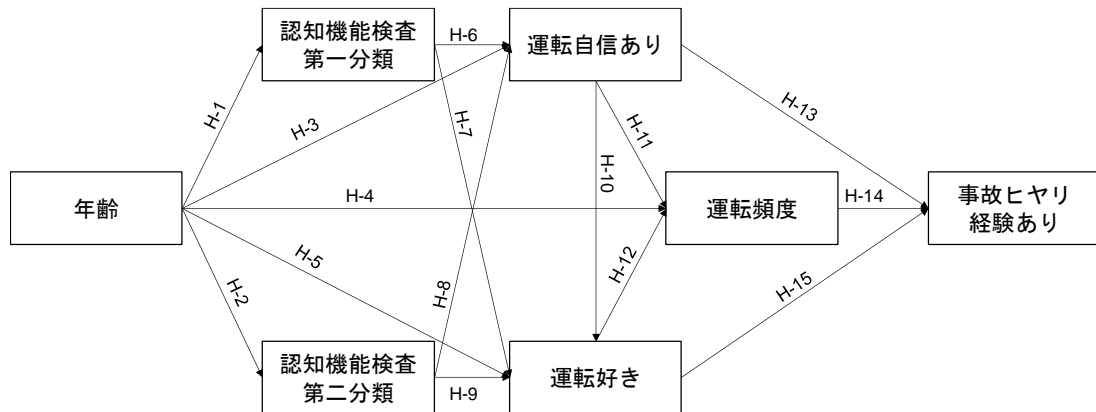 認知機能検査
第一分類
H-6
運転自信あり
H-1
H-3
H-7
H-13
H-11
H-10
年齢
H-4
運転頻度
H-14
事故ヒヤリ
経験あり
H-5
H-12
H-2
H-8
H-15
認知機能検査
第二分類
H-9
運転好き